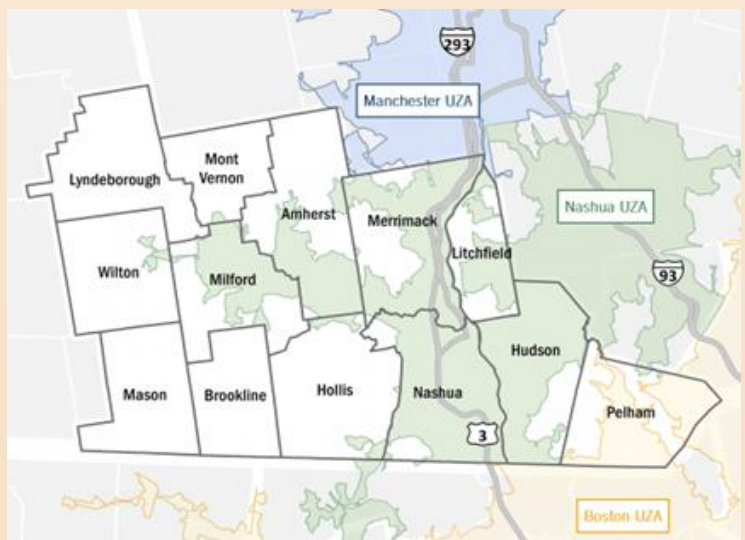 293
Manchester UZA
Mont
Vernon
Lyndeborough
Nashua UZA
Amherst
Merrimack
Litchfield
Wilton
93
Milford
Hudson
Mason
Brookline
Hollis
Nashua
Pelham
3
Boston UZA